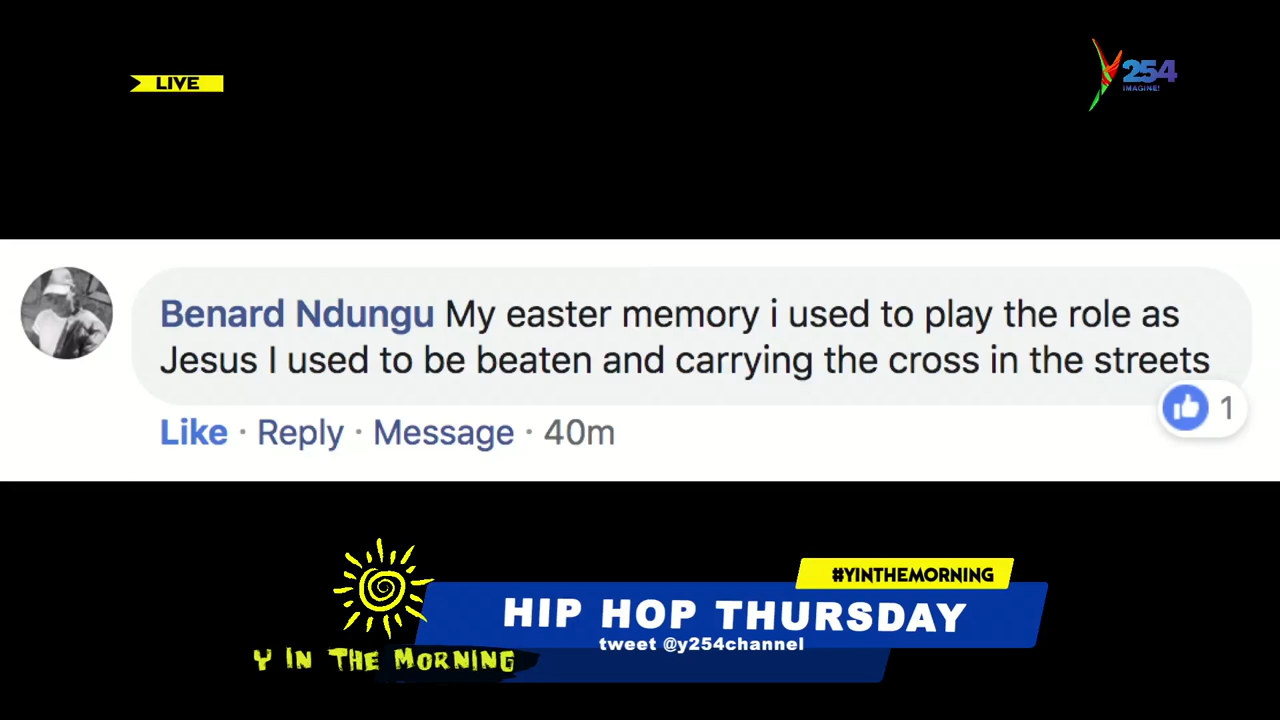 LIVE
Y254
IMAGINE!
Benard Ndungu My easter memory i used to play the role as
Jesus I used to be beaten and carrying the cross in the streets
1
Like · Reply · Message · 40m
#YINTHEMORNING
HIP HOP THURSDAY
tweet @y254channel
Y IN THE MORNING